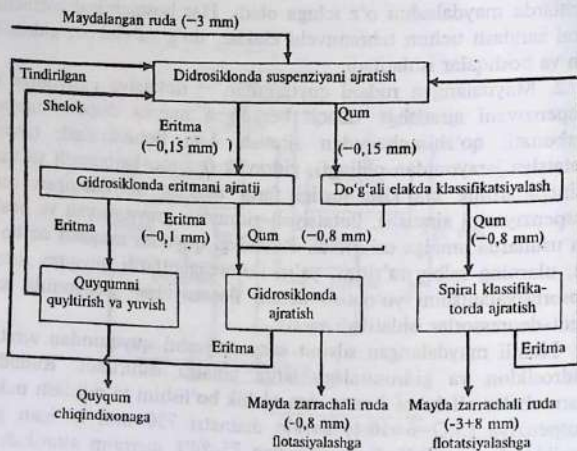 Maydalangan ruda (−3 mm)
Tindirilgan
Shelok
Didrosiklonda suspenziyani ajratish
Eritma
(−0,15 mm)
Qum
(−0,15 mm)
Gidrosiklonda eritmani ajratij
Do'g'ali elakda klassifikatsiyalash
Eritma
Eritma
(−0,1 mm)
Qum (−0,8 mm)
Qum
(−0,8 mm)
Quyqumni
quyltirish va yuvish
Gidrosiklonda
ajratish
Spiral klassifika-
torda ajratish
Eritma
Eritma
Quyqum
chiqindixonaga
Mayda zarrachali ruda
(-0,8 mm)
flotasiyalashga
Mayda zarrachali ruda
(-3+8 mm)
flotatsiyalashga